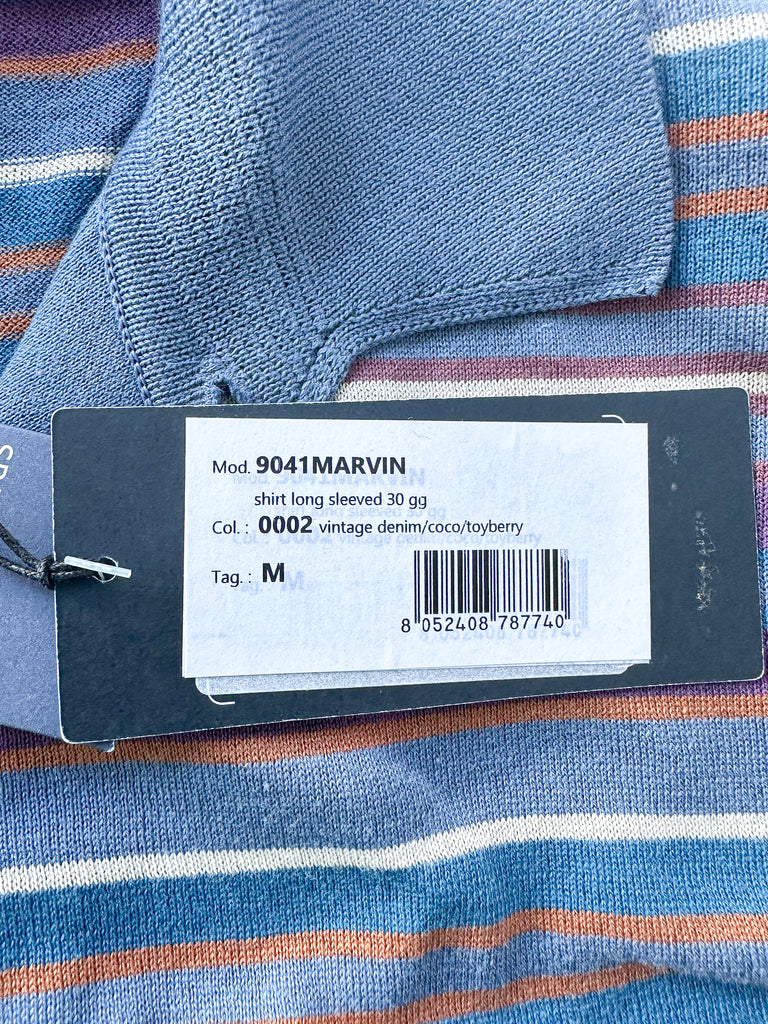 Mod. 9041MARVIN
shirt long sleeved 30 gg
Col. : 0002 vintage denim/coco/toyberry
Tag. : M
8 052408 787740